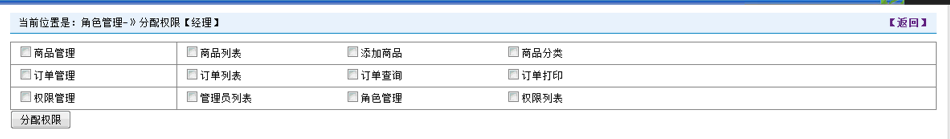 当前位置是：角色管理-》分配权限【经理】 【返回】
商品管理 商品列表 添加商品 商品分类
订单管理 订单列表 订单查询 订单打印
权限管理 管理员列表 角色管理 权限列表
分配权限